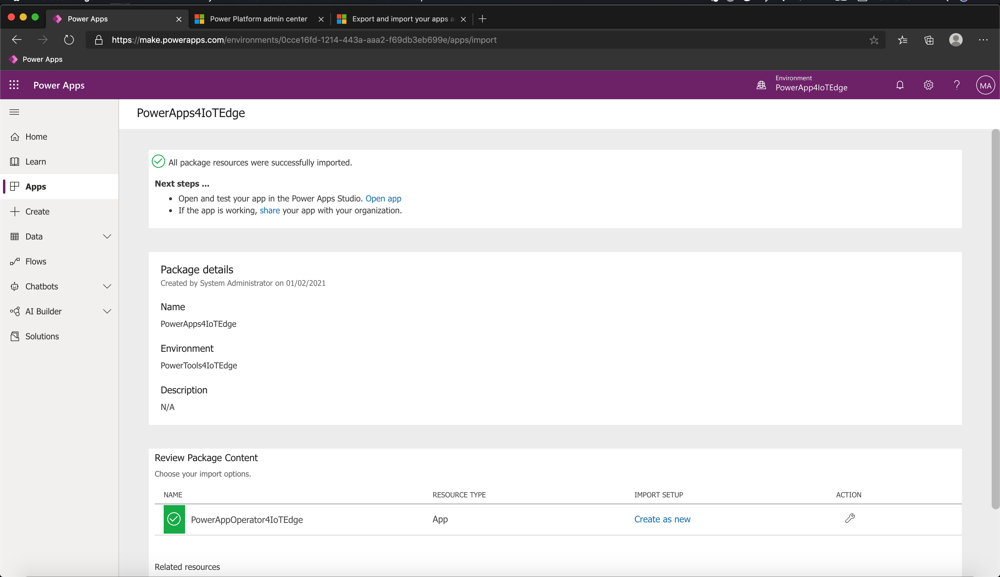 Power Apps
Power Platform admin center
Export and import your apps a
https://make.powerapps.com/environments/0cce16fd-1214-443a-aaa2-f69db3eb699e/apps/import
Power Apps
Power Apps
Environment
PowerApp4IoTEdge
MA
PowerApps4IoTEdge
Home
Learn
Apps
Create
Data
Flows
Chatbots
AI Builder
Solutions
All package resources were successfully imported.
Next steps ...
• Open and test your app in the Power Apps Studio. Open app
• If the app is working, share your app with your organization.
Package details
Created by System Administrator on 01/02/2021
Name
PowerApps4IoTEdge
Environment
PowerTools4IoTEdge
Description
N/A
Review Package Content
Choose your import options.
NAME RESOURCE TYPE IMPORT SETUP ACTION
PowerAppOperator4IoTEdge App Create as new
Related resources